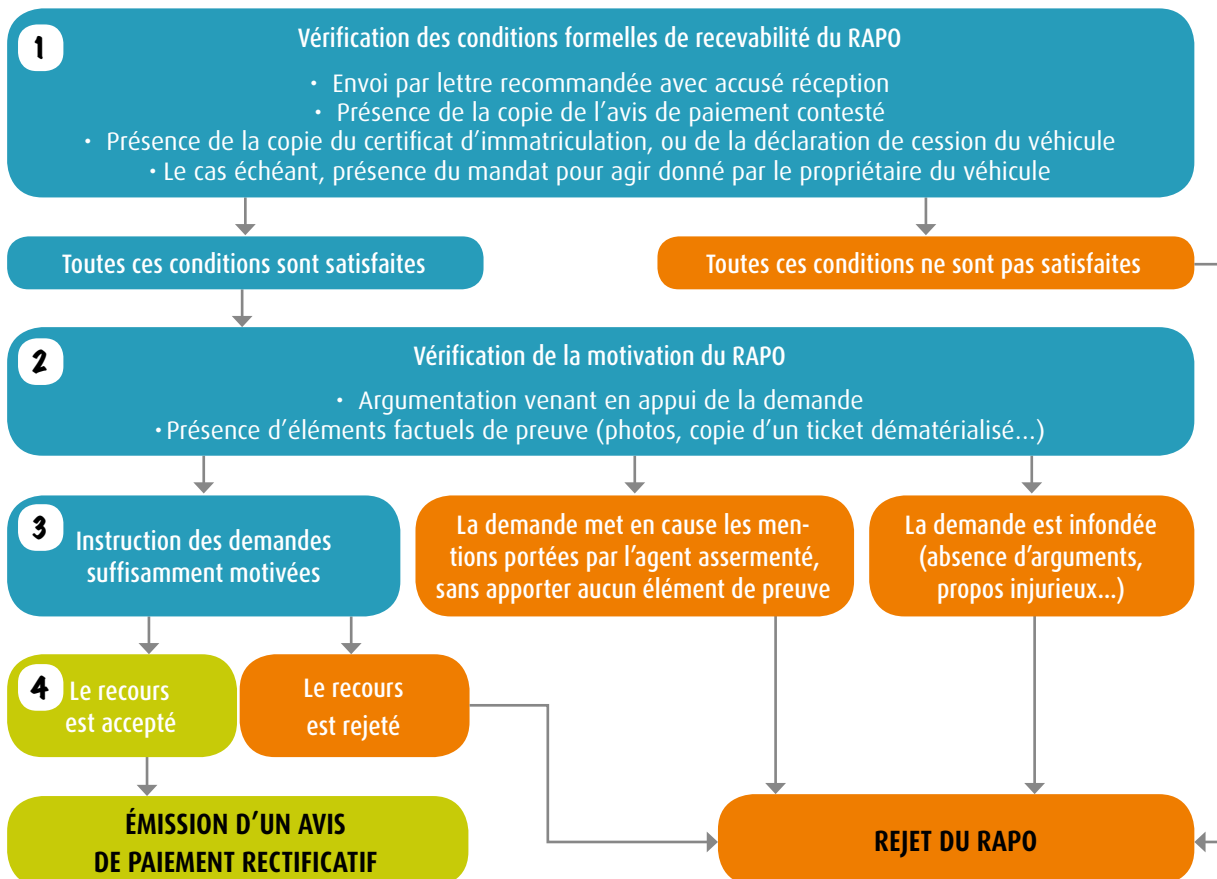 1
Vérification des conditions formelles de recevabilité du RAPO
• Envoi par lettre recommandée avec accusé réception
• Présence de la copie de l’avis de paiement contesté
• Présence de la copie du certificat d’immatriculation, ou de la déclaration de cession du véhicule
• Le cas échéant, présence du mandat pour agir donné par le propriétaire du véhicule
Toutes ces conditions sont satisfaites
Toutes ces conditions ne sont pas satisfaites
2
Vérification de la motivation du RAPO
• Argumentation venant en appui de la demande
• Présence d’éléments factuels de preuve (photos, copie d’un ticket dématérialisé...)
3
Instruction des demandes
suffisamment motivées
La demande met en cause les men-
tions portées par l’agent assermenté,
sans apporter aucun élément de preuve
La demande est infondée
(absence d’arguments,
propos injurieux...)
4
Le recours
est accepté
Le recours
est rejeté
ÉMISSION D’UN AVIS
DE PAIEMENT RECTIFICATIF
REJET DU RAPO